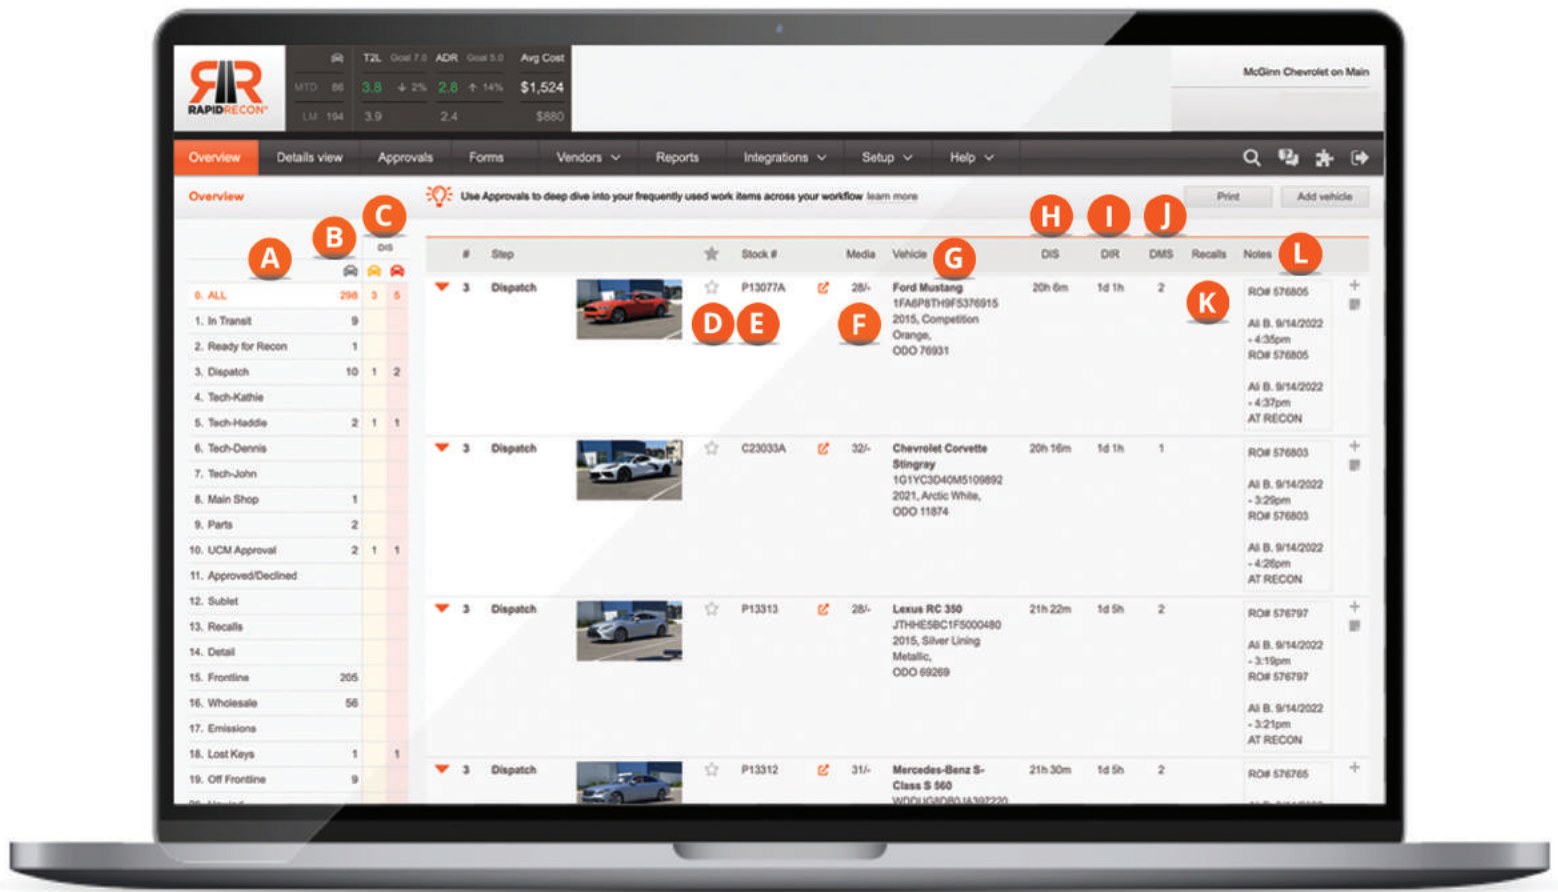 RAPIDRECON
T2L Goal 7.0 ADR Goal 5.0 Avg Cost
MTD 86 3.8 2% 2.8 14% $1,524
LM 194 3.9 2.4 $880
McGinn Chevrolet on Main
Overview Details view Approvals Forms Vendors Reports Integrations Setup Help
Overview
Use Approvals to deep dive into your frequently used work items across your workflow learn more
Print Add vehicle
A B C
DIS
0. ALL 298 3 5
1. In Transit 9
2. Ready for Recon 1
3. Dispatch 10 1 2
4. Tech-Kathie
5. Tech-Haddie 2 1 1
6. Tech-Dennis
7. Tech-John
8. Main Shop 1
9. Parts 2
10. UCM Approval 2 1 1
11. Approved/Declined
12. Sublet
13. Recalls
14. Detail
15. Frontline 205
16. Wholesale 56
17. Emissions
18. Lost Keys 1 1
19. Off Frontline 9
H I J
# Step Stock # Media Vehicle G DIS DIR DMS Recalls Notes L
3 Dispatch P13077A 28/- Ford Mustang 20h 6m 1d 1h 2
1FA6P8TH9F5376915
2015, Competition
Orange,
ODO 76931
D E F K
RO# 576805
Ali B. 9/14/2022
- 4:35pm
RO# 576805
Ali B. 9/14/2022
- 4:37pm
AT RECON
3 Dispatch C23033A 32/- Chevrolet Corvette 20h 16m 1d 1h 1
Stingray
1G1YC3D40M5109892
2021, Arctic White,
ODO 11874
RO# 576803
Ali B. 9/14/2022
- 3:29pm
RO# 576803
Ali B. 9/14/2022
- 4:26pm
AT RECON
3 Dispatch P13313 28/- Lexus RC 350 21h 22m 1d 5h 2
JTHHE5BC1F5000480
2015, Silver Lining
Metallic,
ODO 69269
RO# 576797
Ali B. 9/14/2022
- 3:19pm
RO# 576797
Ali B. 9/14/2022
- 3:21pm
AT RECON
3 Dispatch P13312 31/- Mercedes-Benz S- 21h 30m 1d 5h 2
Class S 560
RO# 576765